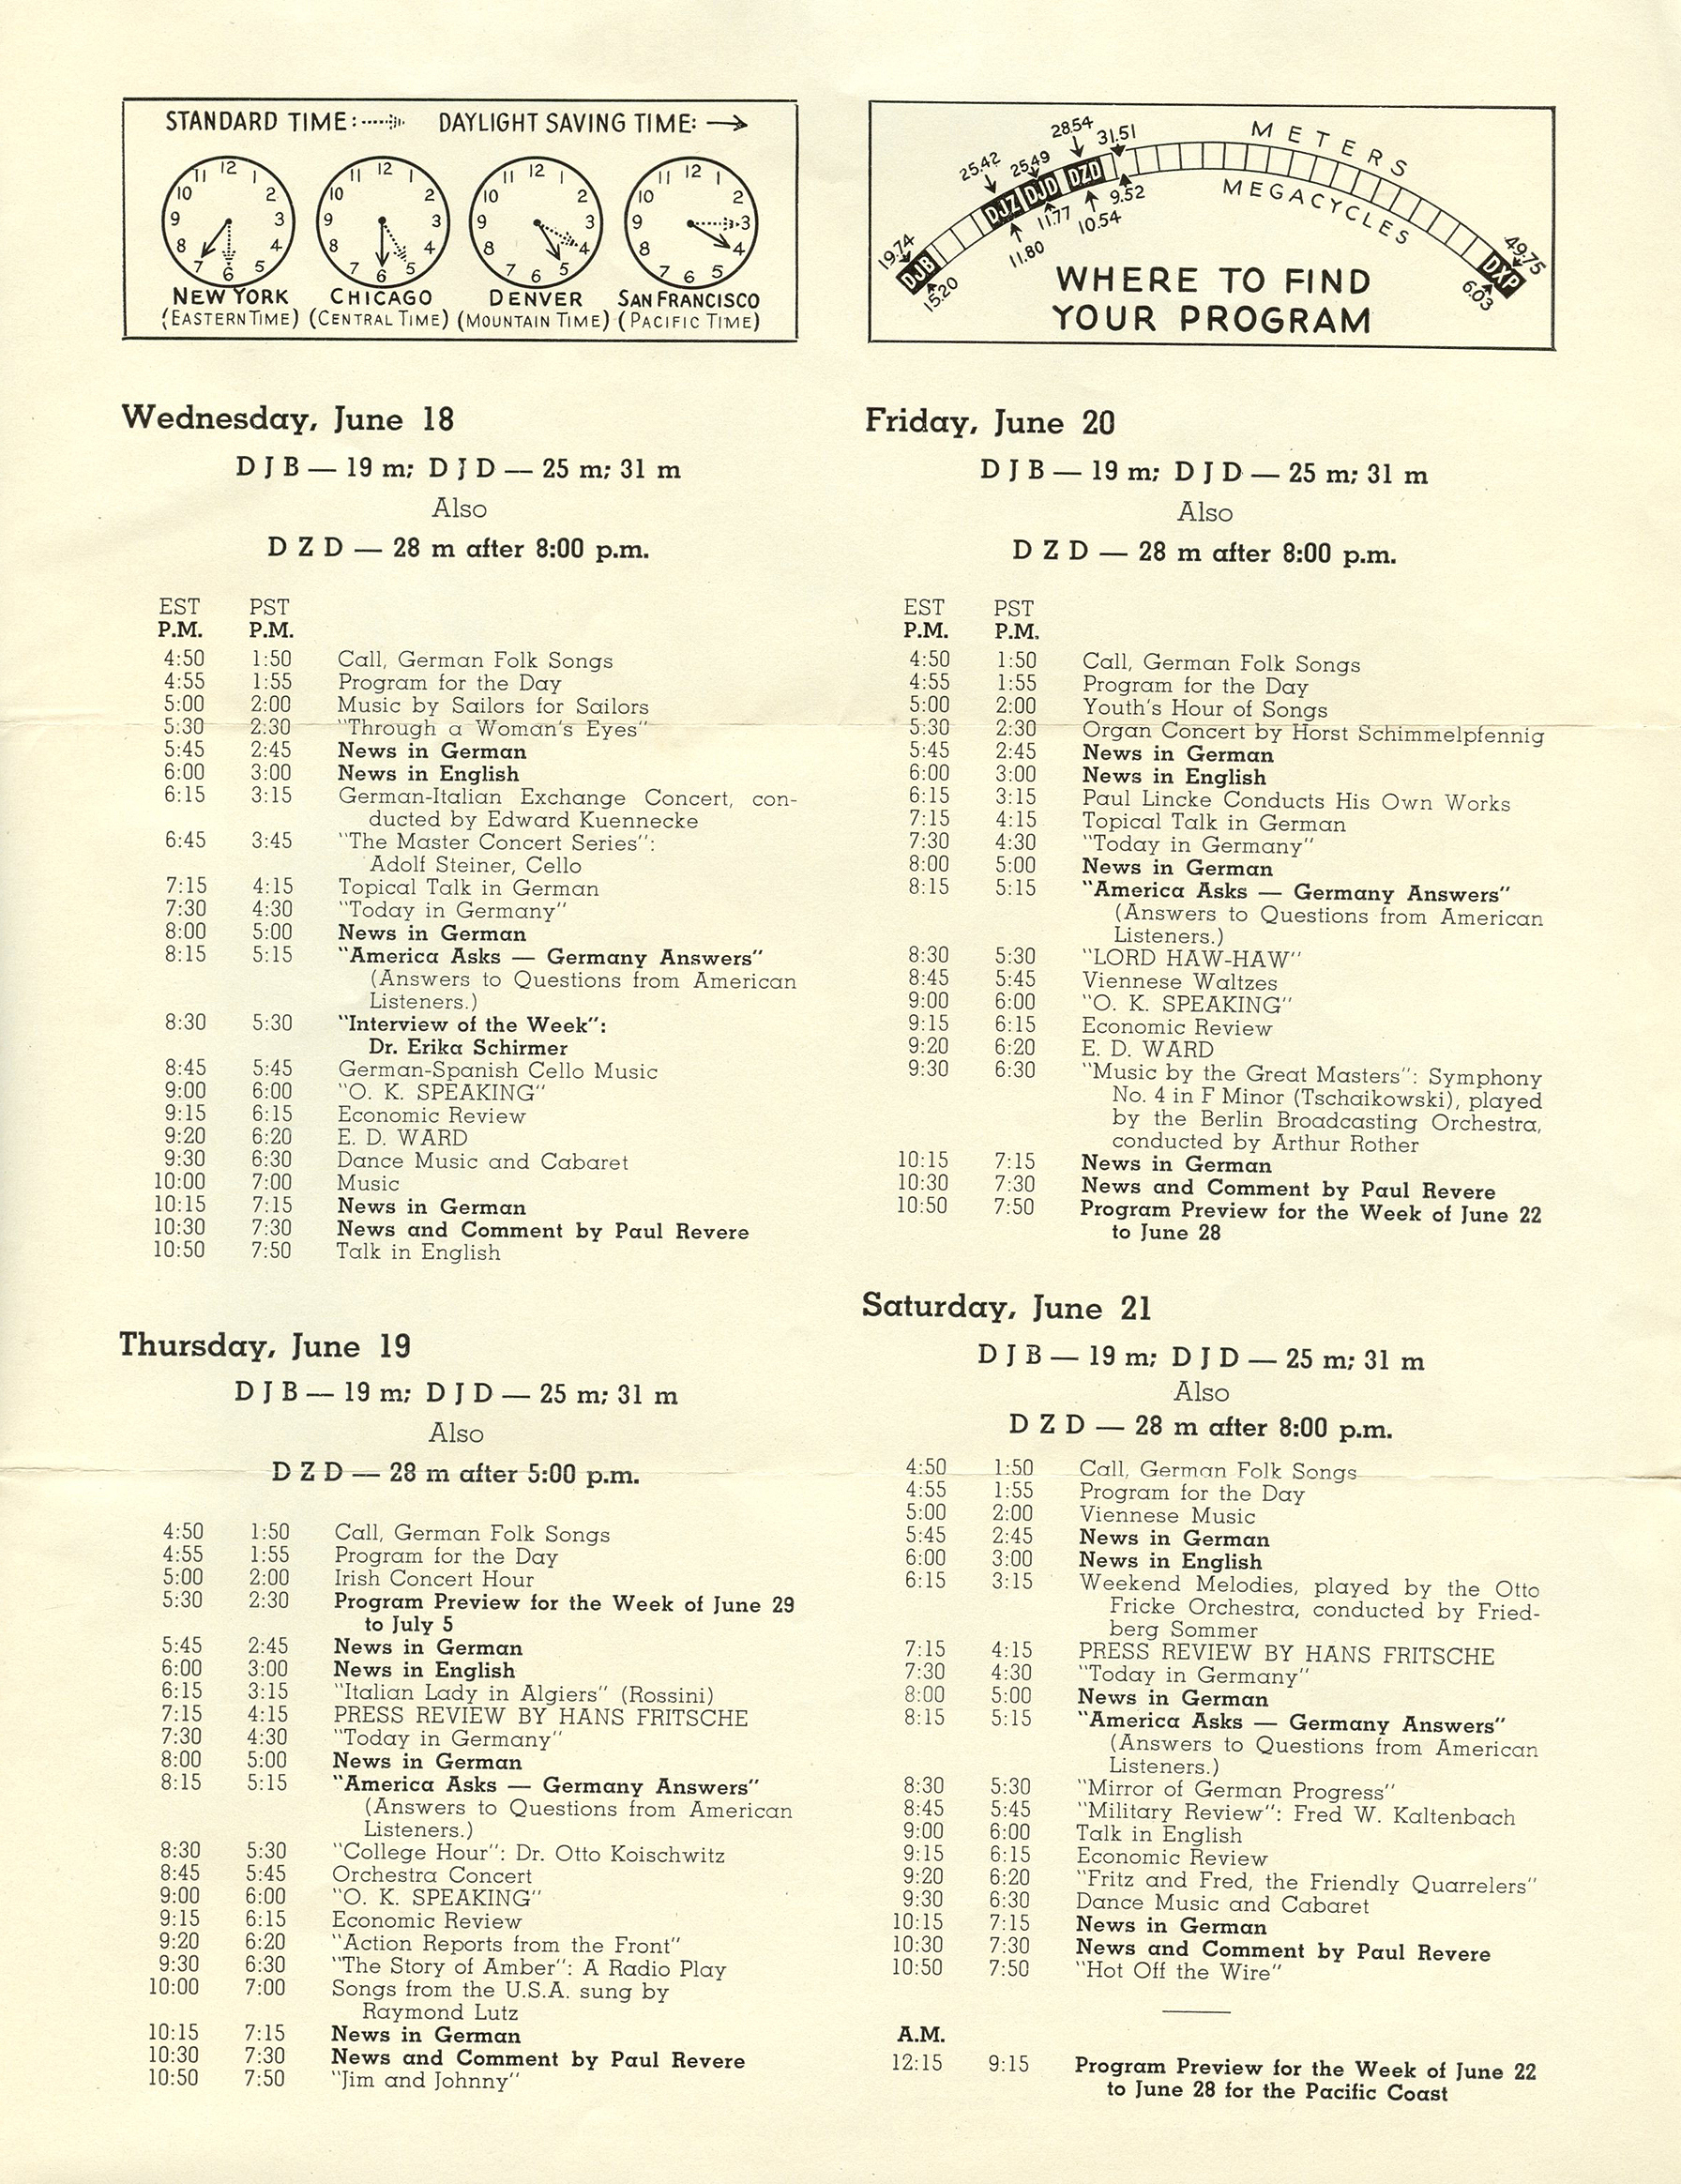 STANDARD TIME: DAYLIGHT SAVING TIME:
12 1 2 3 4 5 6 7 8 9 10 11
12 1 2 3 4 5 6 7 8 9 10 11
12 1 2 3 4 5 6 7 8 9 10 11
12 1 2 3 4 5 6 7 8 9 10 11
NEW YORK CHICAGO DENVER SAN FRANCISCO
(EASTERN TIME) (CENTRAL TIME) (MOUNTAIN TIME) (PACIFIC TIME)
METERS
19.74 25.42 25.49 28.54 31.51 49.75
DJB DJZ DJD DZD DXP
15.20 11.80 11.77 10.54 9.52 6.03
MEGACYCLES
WHERE TO FIND
YOUR PROGRAM
Wednesday, June 18
D J B — 19 m; D J D — 25 m; 31 m
Also
D Z D — 28 m after 8:00 p.m.
EST PST
P.M. P.M.
4:50 1:50 Call, German Folk Songs
4:55 1:55 Program for the Day
5:00 2:00 Music by Sailors for Sailors
5:30 2:30 "Through a Woman's Eyes"
5:45 2:45 News in German
6:00 3:00 News in English
6:15 3:15 German-Italian Exchange Concert, con-
ducted by Edward Kuennecke
6:45 3:45 "The Master Concert Series":
Adolf Steiner, Cello
7:15 4:15 Topical Talk in German
7:30 4:30 "Today in Germany"
8:00 5:00 News in German
8:15 5:15 "America Asks — Germany Answers"
(Answers to Questions from American
Listeners.)
8:30 5:30 "Interview of the Week":
Dr. Erika Schirmer
8:45 5:45 German-Spanish Cello Music
9:00 6:00 "O. K. SPEAKING"
9:15 6:15 Economic Review
9:20 6:20 E. D. WARD
9:30 6:30 Dance Music and Cabaret
10:00 7:00 Music
10:15 7:15 News in German
10:30 7:30 News and Comment by Paul Revere
10:50 7:50 Talk in English
Thursday, June 19
D J B — 19 m; D J D — 25 m; 31 m
Also
D Z D — 28 m after 5:00 p.m.
4:50 1:50 Call, German Folk Songs
4:55 1:55 Program for the Day
5:00 2:00 Irish Concert Hour
5:30 2:30 Program Preview for the Week of June 29
to July 5
5:45 2:45 News in German
6:00 3:00 News in English
6:15 3:15 "Italian Lady in Algiers" (Rossini)
7:15 4:15 PRESS REVIEW BY HANS FRITSCHE
7:30 4:30 "Today in Germany"
8:00 5:00 News in German
8:15 5:15 "America Asks — Germany Answers"
(Answers to Questions from American
Listeners.)
8:30 5:30 "College Hour": Dr. Otto Koischwitz
8:45 5:45 Orchestra Concert
9:00 6:00 "O. K. SPEAKING"
9:15 6:15 Economic Review
9:20 6:20 "Action Reports from the Front"
9:30 6:30 "The Story of Amber": A Radio Play
10:00 7:00 Songs from the U.S.A. sung by
Raymond Lutz
10:15 7:15 News in German
10:30 7:30 News and Comment by Paul Revere
10:50 7:50 "Jim and Johnny"
Friday, June 20
D J B — 19 m; D J D — 25 m; 31 m
Also
D Z D — 28 m after 8:00 p.m.
EST PST
P.M. P.M.
4:50 1:50 Call, German Folk Songs
4:55 1:55 Program for the Day
5:00 2:00 Youth's Hour of Songs
5:30 2:30 Organ Concert by Horst Schimmelpfennig
5:45 2:45 News in German
6:00 3:00 News in English
6:15 3:15 Paul Lincke Conducts His Own Works
7:15 4:15 Topical Talk in German
7:30 4:30 "Today in Germany"
8:00 5:00 News in German
8:15 5:15 "America Asks — Germany Answers"
(Answers to Questions from American
Listeners.)
8:30 5:30 "LORD HAW-HAW"
8:45 5:45 Viennese Waltzes
9:00 6:00 "O. K. SPEAKING"
9:15 6:15 Economic Review
9:20 6:20 E. D. WARD
9:30 6:30 "Music by the Great Masters": Symphony
No. 4 in F Minor (Tschaikowski), played
by the Berlin Broadcasting Orchestra,
conducted by Arthur Rother
10:15 7:15 News in German
10:30 7:30 News and Comment by Paul Revere
10:50 7:50 Program Preview for the Week of June 22
to June 28
Saturday, June 21
D J B — 19 m; D J D — 25 m; 31 m
Also
D Z D — 28 m after 8:00 p.m.
4:50 1:50 Call, German Folk Songs
4:55 1:55 Program for the Day
5:00 2:00 Viennese Music
5:45 2:45 News in German
6:00 3:00 News in English
6:15 3:15 Weekend Melodies, played by the Otto
Fricke Orchestra, conducted by Fried-
berg Sommer
7:15 4:15 PRESS REVIEW BY HANS FRITSCHE
7:30 4:30 "Today in Germany"
8:00 5:00 News in German
8:15 5:15 "America Asks — Germany Answers"
(Answers to Questions from American
Listeners.)
8:30 5:30 "Mirror of German Progress"
8:45 5:45 "Military Review": Fred W. Kaltenbach
9:00 6:00 Talk in English
9:15 6:15 Economic Review
9:20 6:20 "Fritz and Fred, the Friendly Quarrelers"
9:30 6:30 Dance Music and Cabaret
10:15 7:15 News in German
10:30 7:30 News and Comment by Paul Revere
10:50 7:50 "Hot Off the Wire"
A.M.
12:15 9:15 Program Preview for the Week of June 22
to June 28 for the Pacific Coast